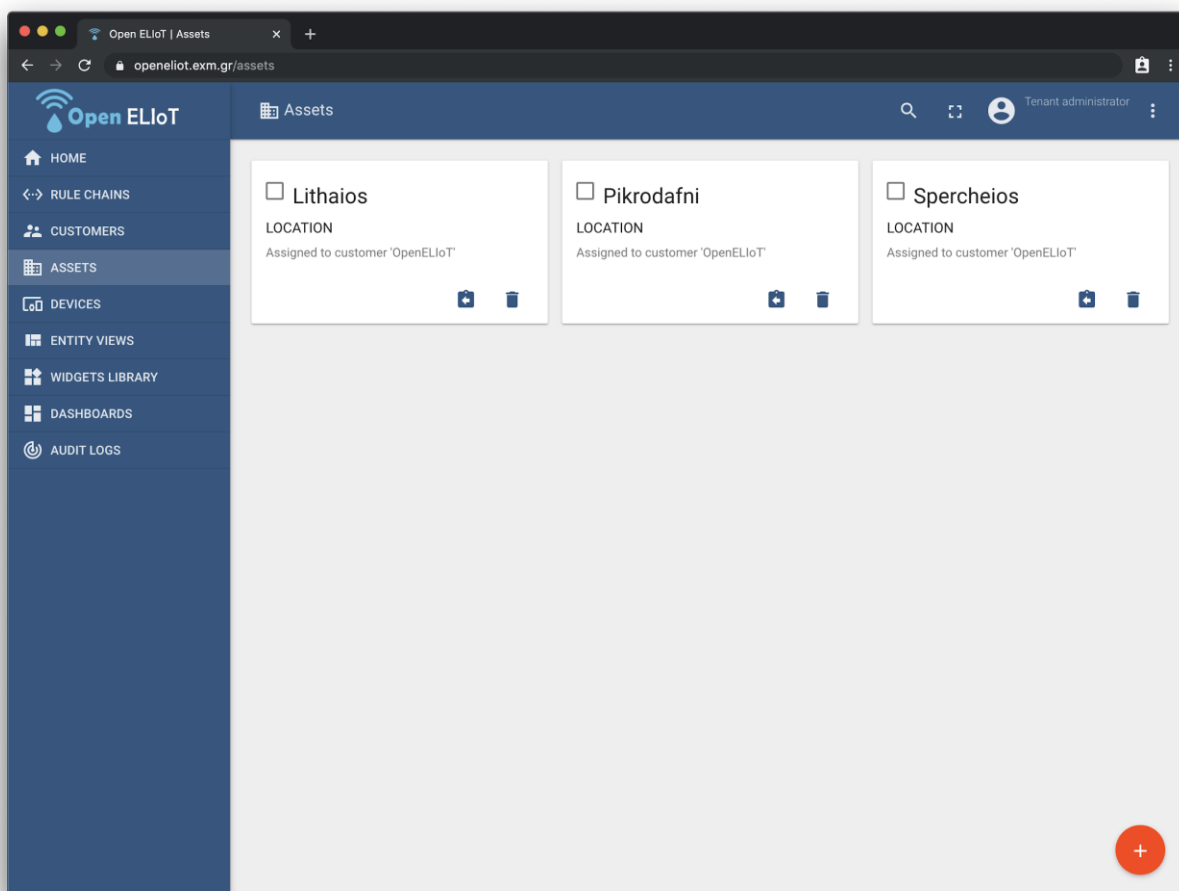 Open ELIoT | Assets
openeliot.exm.gr/assets
Open ELIoT
Assets
Tenant administrator
HOME
RULE CHAINS
CUSTOMERS
ASSETS
DEVICES
ENTITY VIEWS
WIDGETS LIBRARY
DASHBOARDS
AUDIT LOGS
Lithaios
LOCATION
Assigned to customer 'OpenELIoT'
Pikrodafni
LOCATION
Assigned to customer 'OpenELIoT'
Spercheios
LOCATION
Assigned to customer 'OpenELIoT'